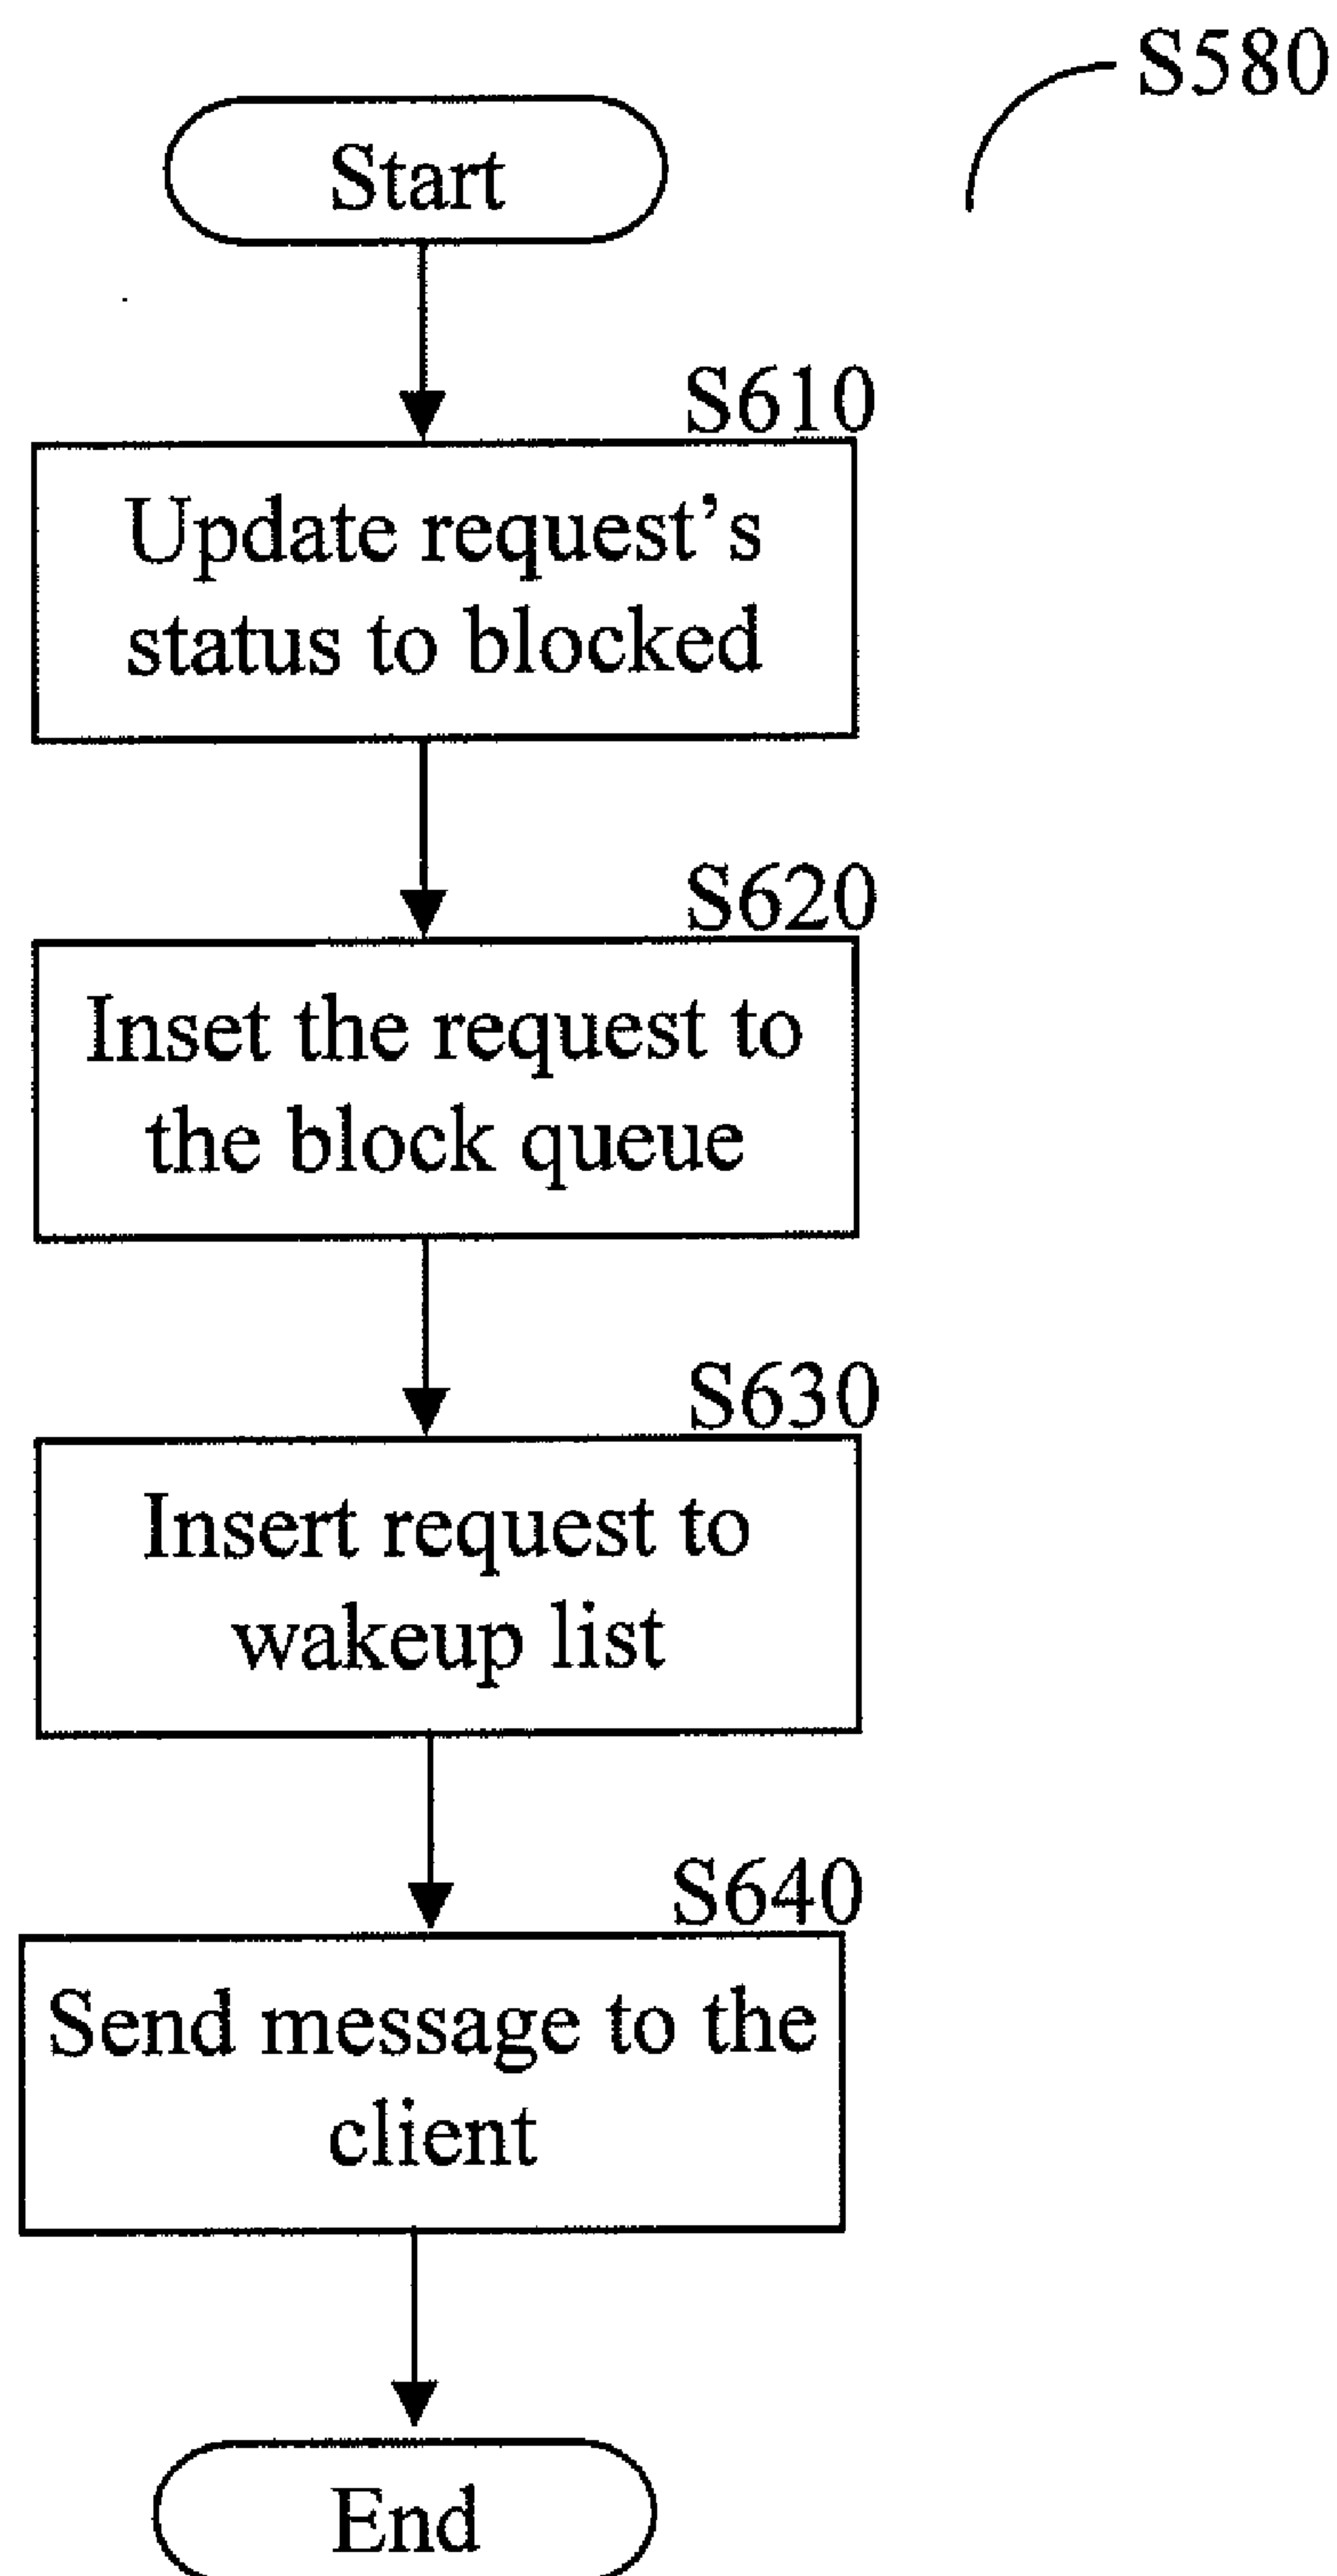 S580
Start
S610
Update request’s
status to blocked
S620
Inset the request to
the block queue
S630
Insert request to
wakeup list
S640
Send message to the
client
End